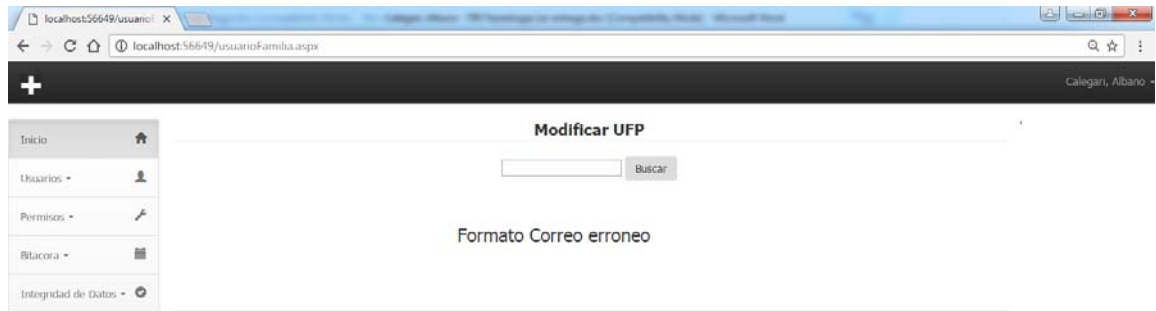 localhost:56649/usuarioF
localhost:56649/usuarioFamilia.aspx
Calegari, Albano
Modificar UFP
Inicio
Buscar
Usuarios
Permisos
Formato Correo erroneo
Bitacora
Integridad de Datos